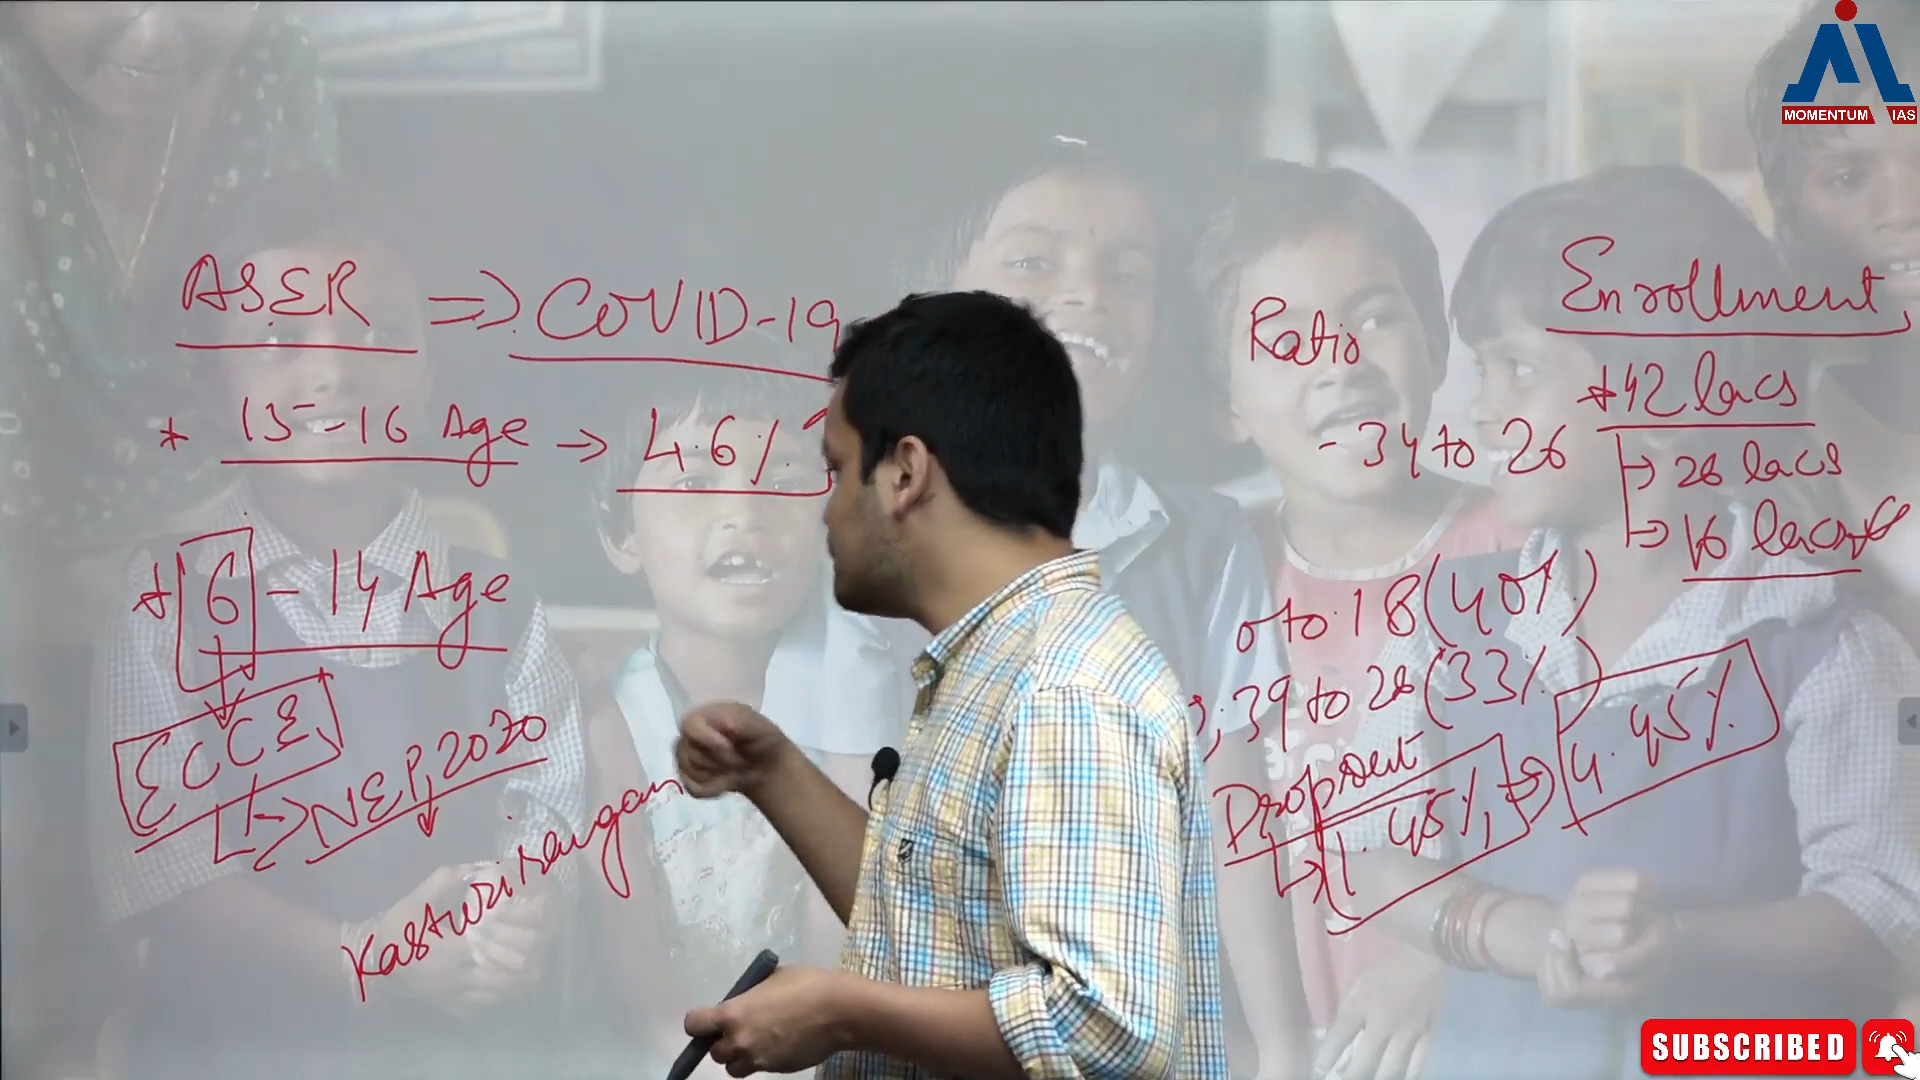 MOMENTUM IAS
ASER ⇒ COVID-19
* 15-16 Age → 4.6%
* 6 - 14 Age
ECCE
→ NEP, 2020
Kasturirangan
Ratio
- 34 to 26
to 18 (40%)
39 to 26 (33%)
Dropout
→ 1.45% → 4.45%
Enrollment
+42 lacs
→ 26 lacs
→ 16 lacs
SUBSCRIBED